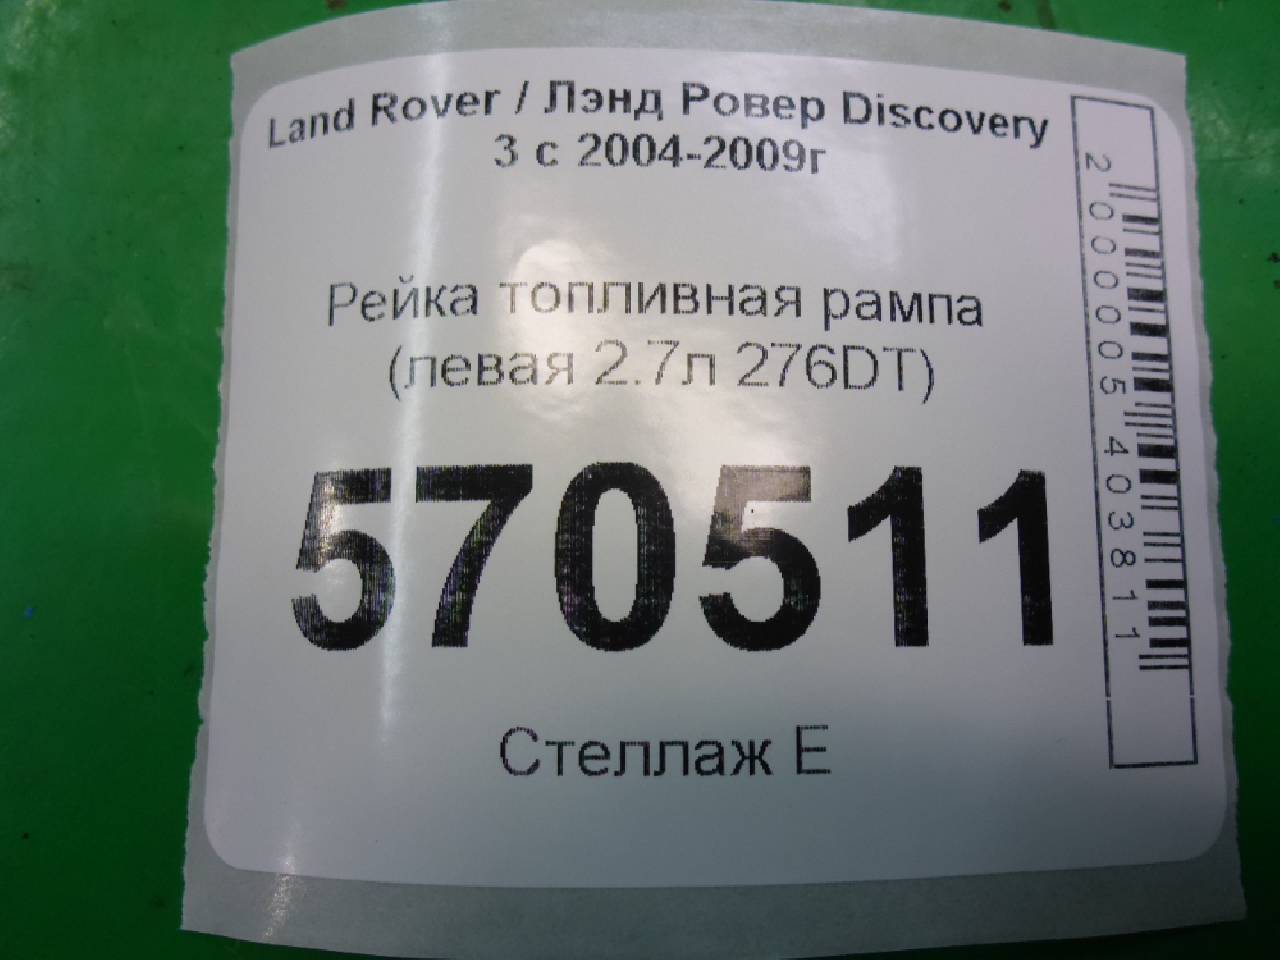 Land Rover / Лэнд Ровер Discovery
3 с 2004-2009г
Рейка топливная рампа
(левая 2.7л 276DT)
570511
Стеллаж Е
2000005403811